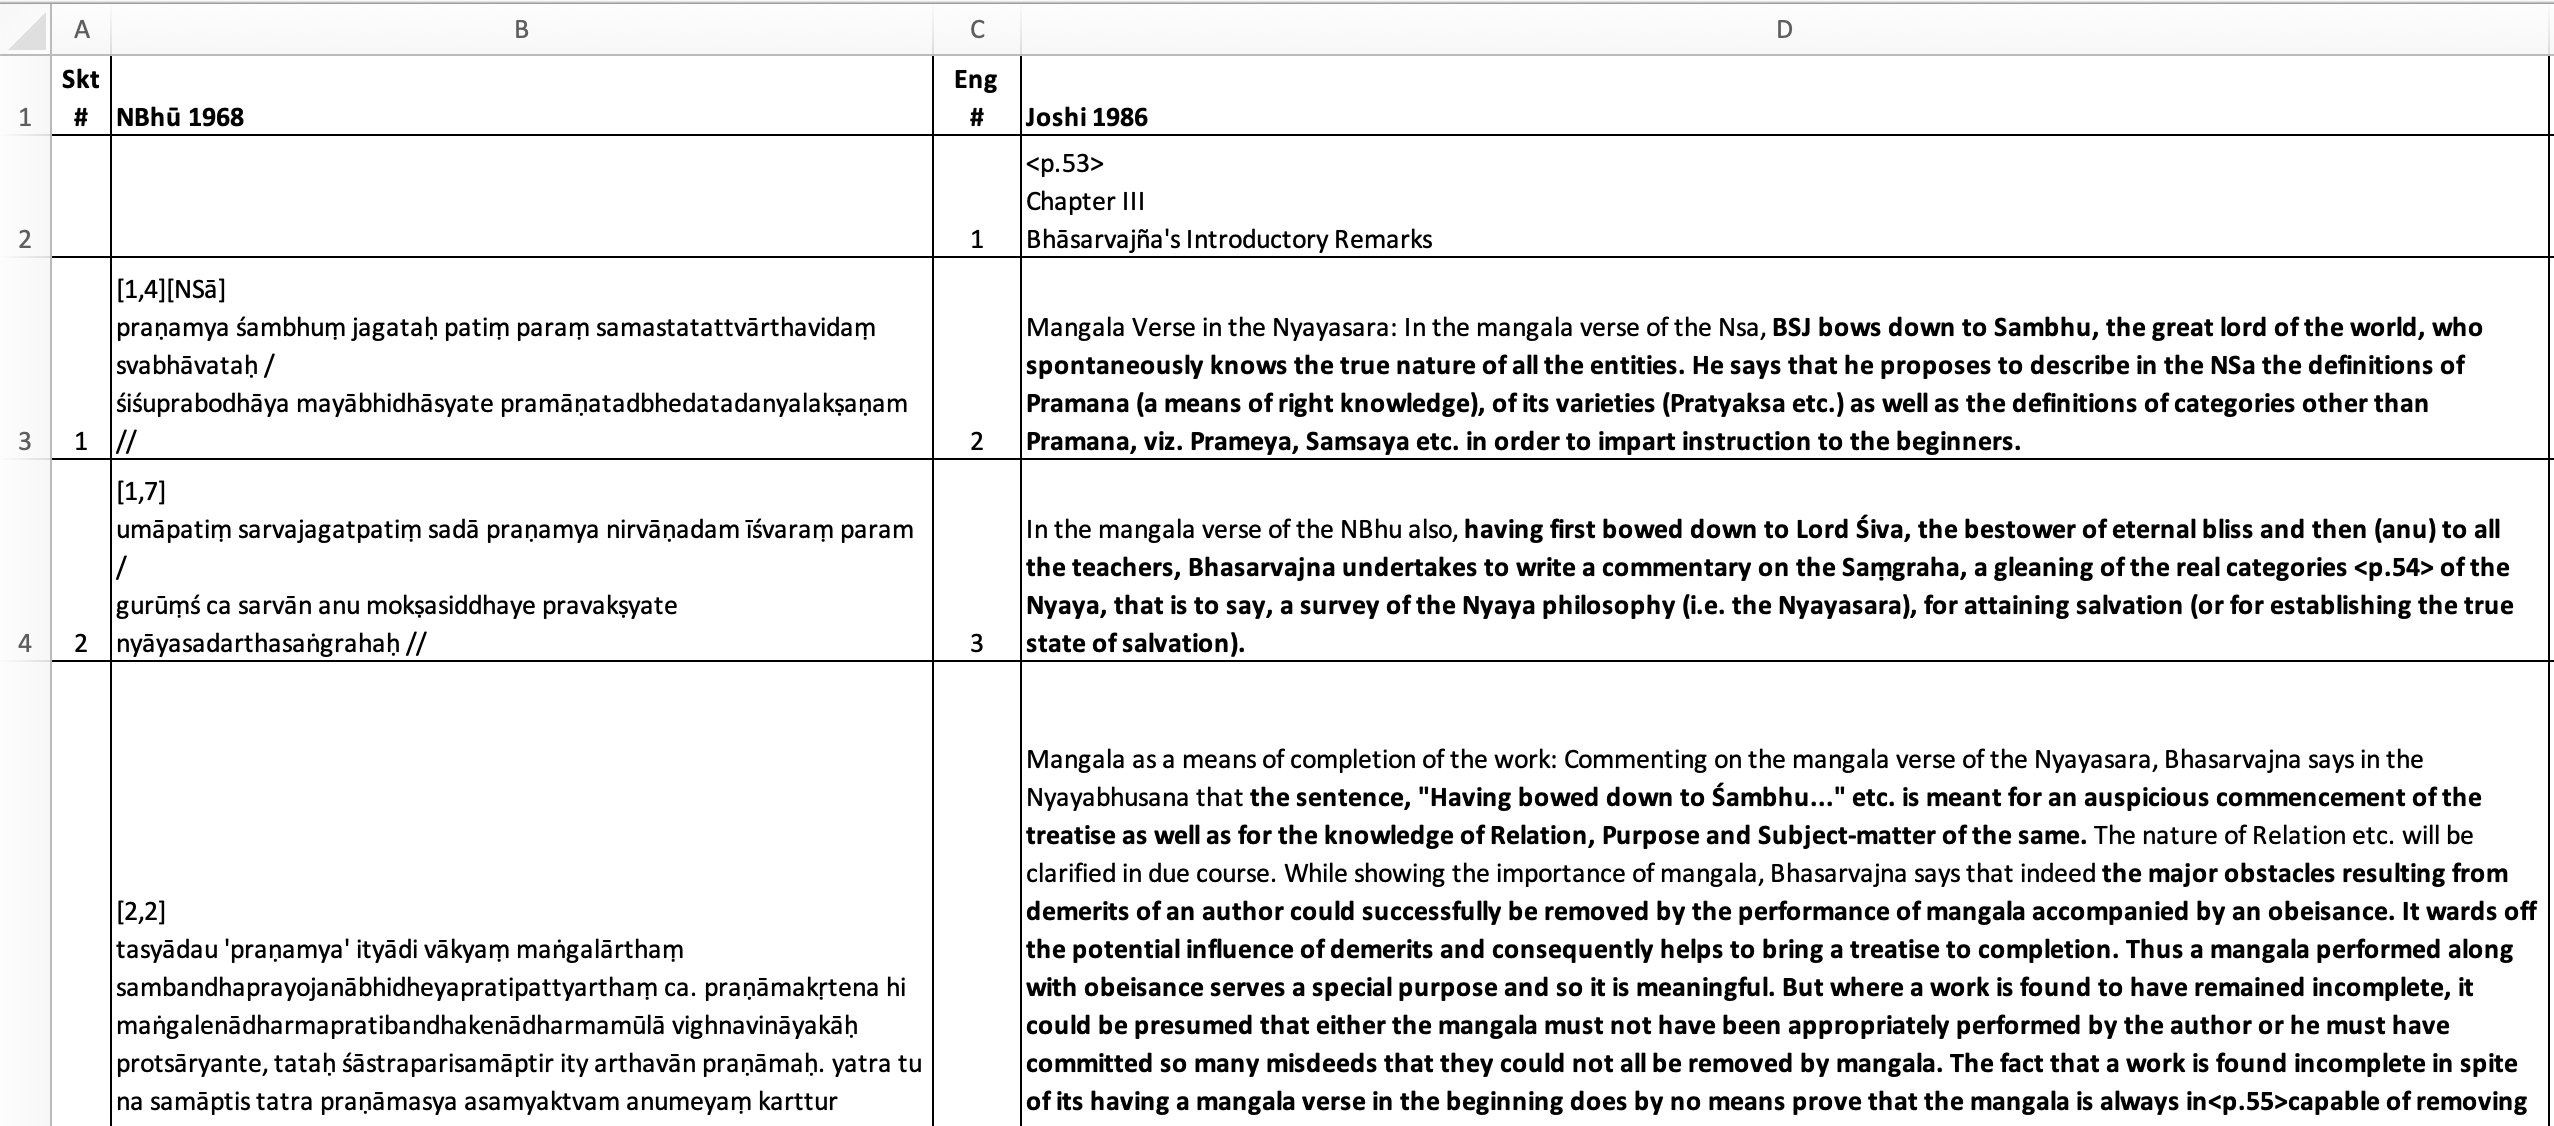 A B C D
Skt
#
NBhū 1968
Eng
#
Joshi 1986
1
<p.53>
Chapter III
Bhāsarvajña's Introductory Remarks
2
1
[1,4][NSā]
praṇamya śambhuṃ jagataḥ patiṃ paraṃ samastatattvārthavidaṃ
svabhāvataḥ /
śiśuprabodhāya mayābhidhāsyate pramāṇatadbhedatadanyalakṣaṇam
//
3
1
2
Mangala Verse in the Nyayasara: In the mangala verse of the Nsa, BSJ bows down to Sambhu, the great lord of the world, who
spontaneously knows the true nature of all the entities. He says that he proposes to describe in the NSa the definitions of
Pramana (a means of right knowledge), of its varieties (Pratyaksa etc.) as well as the definitions of categories other than
Pramana, viz. Prameya, Samsaya etc. in order to impart instruction to the beginners.
[1,7]
umāpatiṃ sarvajagatpatiṃ sadā praṇamya nirvāṇadam īśvaraṃ param
/
gurūṃś ca sarvān anu mokṣasiddhaye pravakṣyate
nyāyasadarthasaṅgrahaḥ //
4
2
3
In the mangala verse of the NBhu also, having first bowed down to Lord Śiva, the bestower of eternal bliss and then (anu) to all
the teachers, Bhasarvajna undertakes to write a commentary on the Saṃgraha, a gleaning of the real categories <p.54> of the
Nyaya, that is to say, a survey of the Nyaya philosophy (i.e. the Nyayasara), for attaining salvation (or for establishing the true
state of salvation).
[2,2]
tasyādau 'praṇamya' ityādi vākyaṃ maṅgalārthaṃ
sambandhaprayojanābhidheyapratipattyarthaṃ ca. praṇāmakṛtena hi
maṅgalenādharmapratibandhakenādharmamūlā vighnavināyakāḥ
protsāryante, tataḥ śāstraparisamāptir ity arthavān praṇāmaḥ. yatra tu
na samāptis tatra praṇāmasya asamyaktvam anumeyaṃ karttur
Mangala as a means of completion of the work: Commenting on the mangala verse of the Nyayasara, Bhasarvajna says in the
Nyayabhusana that the sentence, "Having bowed down to Śambhu..." etc. is meant for an auspicious commencement of the
treatise as well as for the knowledge of Relation, Purpose and Subject-matter of the same. The nature of Relation etc. will be
clarified in due course. While showing the importance of mangala, Bhasarvajna says that indeed the major obstacles resulting from
demerits of an author could successfully be removed by the performance of mangala accompanied by an obeisance. It wards off
the potential influence of demerits and consequently helps to bring a treatise to completion. Thus a mangala performed along
with obeisance serves a special purpose and so it is meaningful. But where a work is found to have remained incomplete, it
could be presumed that either the mangala must not have been appropriately performed by the author or he must have
committed so many misdeeds that they could not all be removed by mangala. The fact that a work is found incomplete in spite
of its having a mangala verse in the beginning does by no means prove that the mangala is always in<p.55>capable of removing